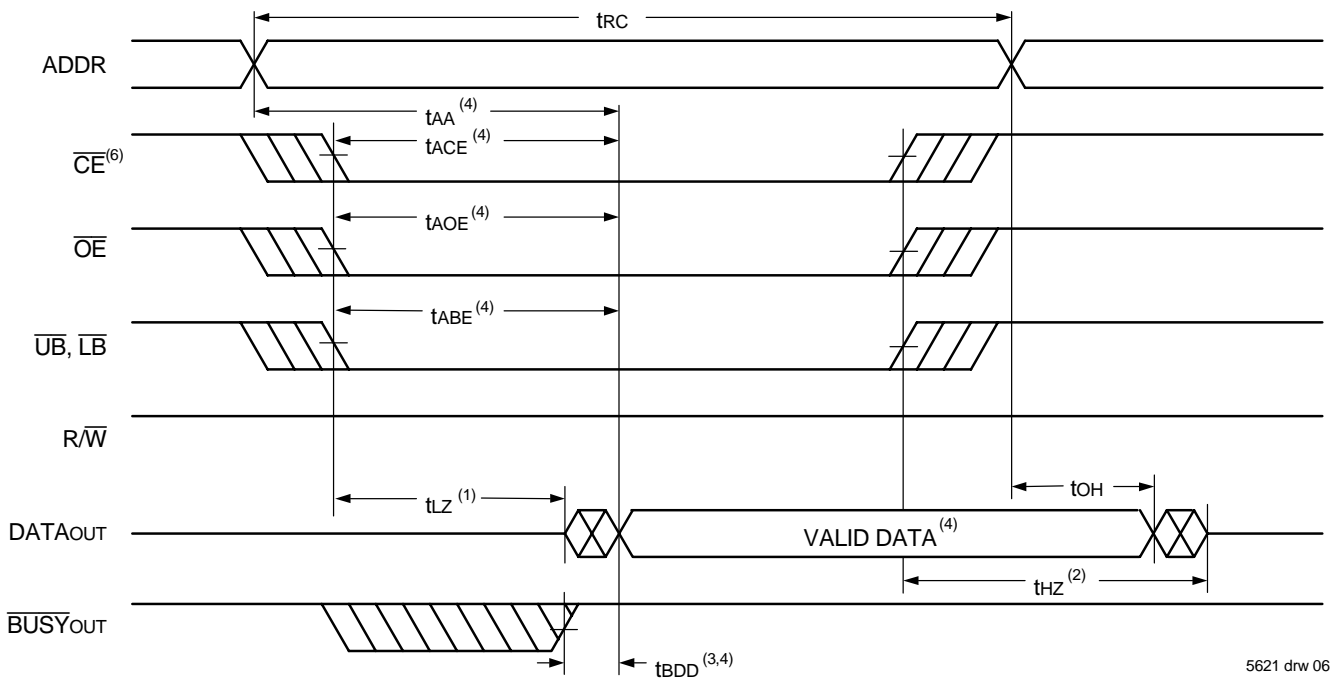 tRC
ADDR
tAA (4)
CE(6)
tACE (4)
OE
tAOE (4)
UB, LB
tABE (4)
R/W
tLZ (1)
tOH
DATAOUT
VALID DATA(4)
tHZ (2)
BUSYOUT
tBDD (3,4)
5621 drw 06